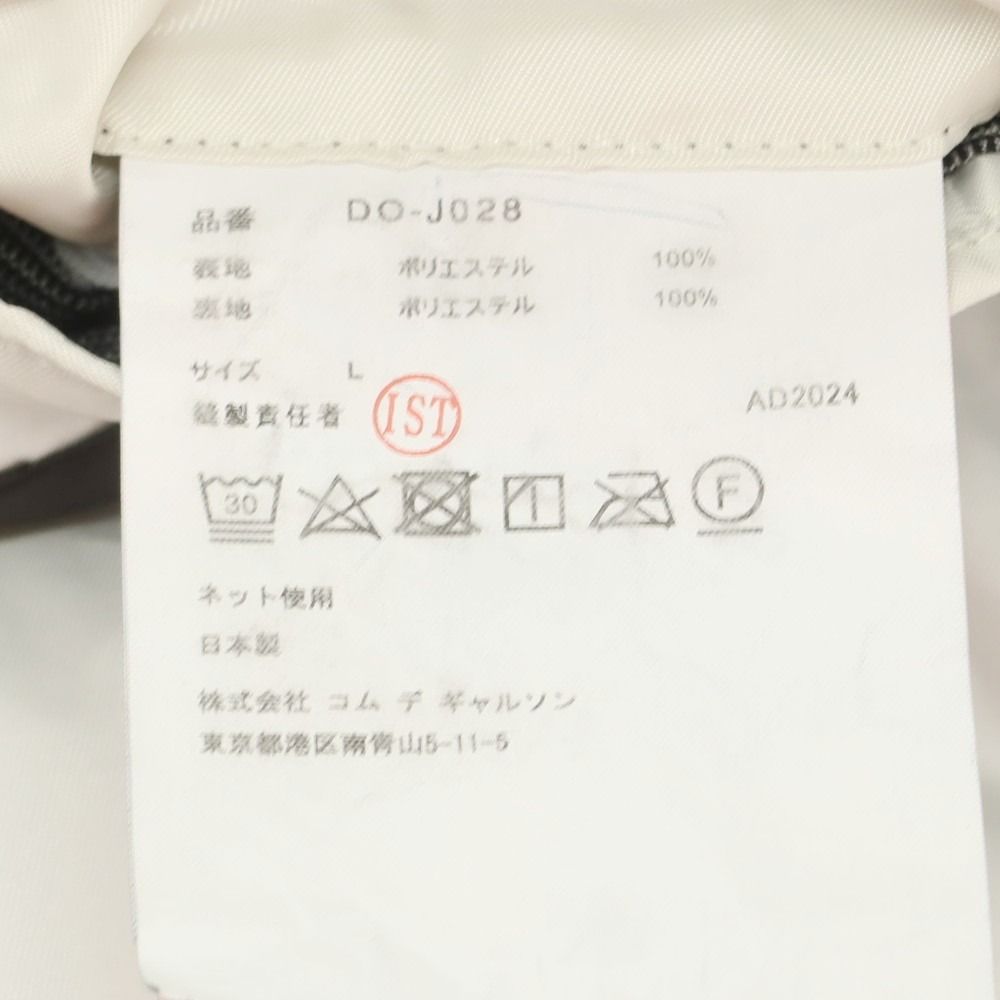 品番 DO-J028
表地 ポリエステル 100%
裏地 ポリエステル 100%
サイズ L
縫製責任者 IST
AD2024
30 F
ネット使用
日本製
株式会社 コム デ ギャルソン
東京都港区南青山5-11-5